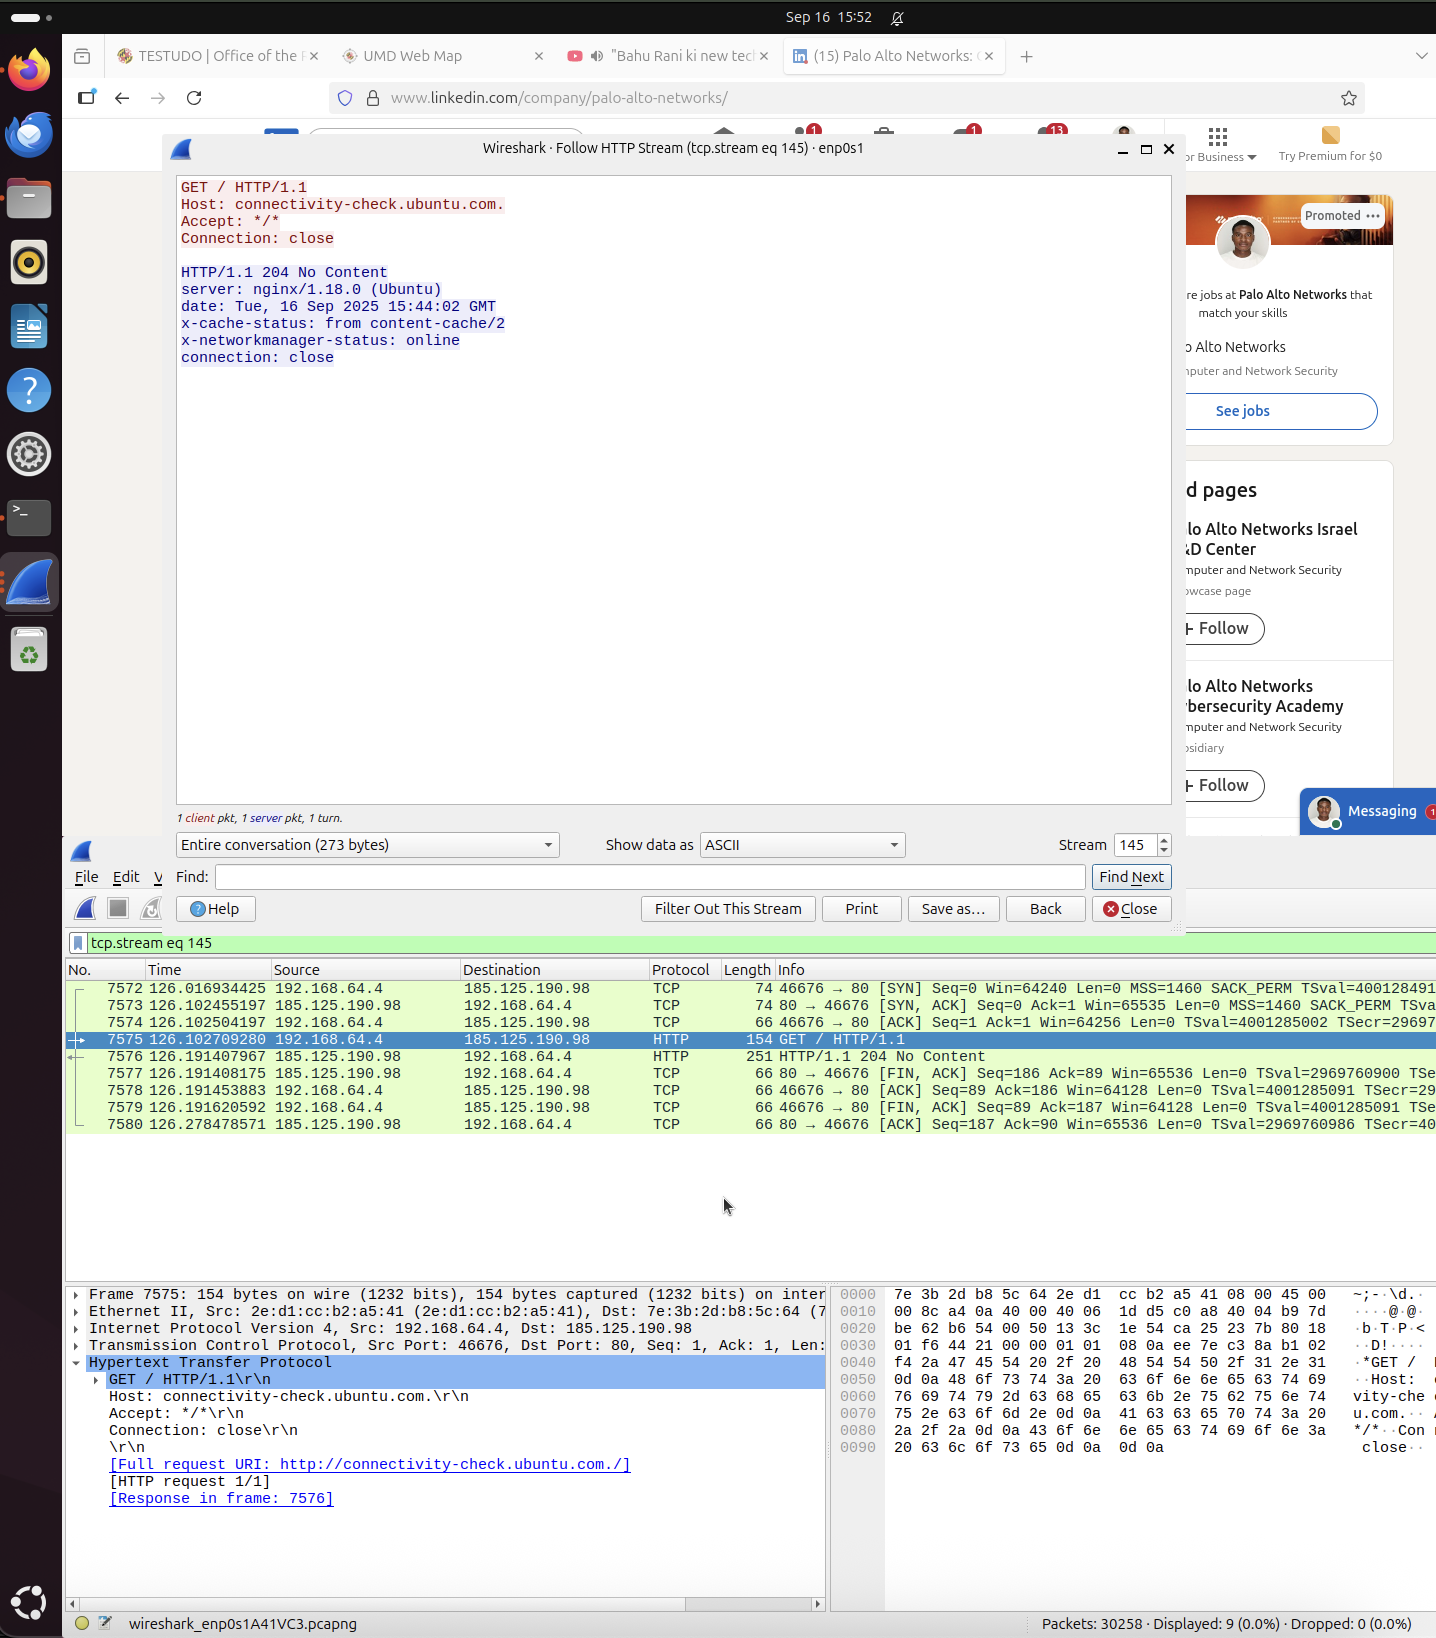 Sep 16 15:52
TESTUDO | Office of the R
UMD Web Map
"Bahu Rani ki new tec
(15) Palo Alto Networks:
www.linkedin.com/company/palo-alto-networks/
1
1
13
or Business
Try Premium for $0
Wireshark · Follow HTTP Stream (tcp.stream eq 145) · enp0s1
GET / HTTP/1.1
Host: connectivity-check.ubuntu.com.
Accept: */*
Connection: close
HTTP/1.1 204 No Content
server: nginx/1.18.0 (Ubuntu)
date: Tue, 16 Sep 2025 15:44:02 GMT
x-cache-status: from content-cache/2
x-networkmanager-status: online
connection: close
Promoted
re jobs at Palo Alto Networks that
match your skills
o Alto Networks
nputer and Network Security
See jobs
d pages
lo Alto Networks Israel
&D Center
mputer and Network Security
owcase page
+ Follow
lo Alto Networks
ybersecurity Academy
mputer and Network Security
sidiary
+ Follow
Messaging
1
1 client pkt, 1 server pkt, 1 turn.
Entire conversation (273 bytes)
Show data as
ASCII
Stream
145
Find:
Find Next
Help
Filter Out This Stream
Print
Save as…
Back
Close
File Edit V
tcp.stream eq 145
No. Time Source Destination Protocol Length Info
7572 126.016934425 192.168.64.4 185.125.190.98 TCP 74 46676 → 80 [SYN] Seq=0 Win=64240 Len=0 MSS=1460 SACK_PERM TSval=400128491
7573 126.102455197 185.125.190.98 192.168.64.4 TCP 74 80 → 46676 [SYN, ACK] Seq=0 Ack=1 Win=65535 Len=0 MSS=1460 SACK_PERM TSva
7574 126.102504197 192.168.64.4 185.125.190.98 TCP 66 46676 → 80 [ACK] Seq=1 Ack=1 Win=64256 Len=0 TSval=4001285002 TSecr=29697
7575 126.102709280 192.168.64.4 185.125.190.98 HTTP 154 GET / HTTP/1.1
7576 126.191407967 185.125.190.98 192.168.64.4 HTTP 251 HTTP/1.1 204 No Content
7577 126.191408175 185.125.190.98 192.168.64.4 TCP 66 80 → 46676 [FIN, ACK] Seq=186 Ack=89 Win=65536 Len=0 TSval=2969760900 TSe
7578 126.191453883 192.168.64.4 185.125.190.98 TCP 66 46676 → 80 [ACK] Seq=89 Ack=186 Win=64128 Len=0 TSval=4001285091 TSecr=29
7579 126.191620592 192.168.64.4 185.125.190.98 TCP 66 46676 → 80 [FIN, ACK] Seq=89 Ack=187 Win=64128 Len=0 TSval=4001285091 TSe
7580 126.278478571 185.125.190.98 192.168.64.4 TCP 66 80 → 46676 [ACK] Seq=187 Ack=90 Win=65536 Len=0 TSval=2969760986 TSecr=40
Frame 7575: 154 bytes on wire (1232 bits), 154 bytes captured (1232 bits) on inter
Ethernet II, Src: 2e:d1:cc:b2:a5:41 (2e:d1:cc:b2:a5:41), Dst: 7e:3b:2d:b8:5c:64 (7
Internet Protocol Version 4, Src: 192.168.64.4, Dst: 185.125.190.98
Transmission Control Protocol, Src Port: 46676, Dst Port: 80, Seq: 1, Ack: 1, Len:
Hypertext Transfer Protocol
GET / HTTP/1.1\r\n
Host: connectivity-check.ubuntu.com.\r\n
Accept: */*\r\n
Connection: close\r\n
\r\n
[Full request URI: http://connectivity-check.ubuntu.com./]
[HTTP request 1/1]
[Response in frame: 7576]
0000 7e 3b 2d b8 5c 64 2e d1 cc b2 a5 41 08 00 45 00 ~;-·\d.·
0010 00 8c a4 0a 40 00 40 06 1d d5 c0 a8 40 04 b9 7d ····@·@·
0020 be 62 b6 54 00 50 13 3c 1e 54 ca 25 23 7b 80 18 ·b·T·P·<
0030 01 f6 44 21 00 00 01 01 08 0a ee 7e c3 8a b1 02 ··D!····
0040 f4 2a 47 45 54 20 2f 20 48 54 54 50 2f 31 2e 31 ·*GET /
0050 0d 0a 48 6f 73 74 3a 20 63 6f 6e 6e 65 63 74 69 ··Host:
0060 76 69 74 79 2d 63 68 65 63 6b 2e 75 62 75 6e 74 vity-che
0070 75 2e 63 6f 6d 2e 0d 0a 41 63 63 65 70 74 3a 20 u.com.··
0080 2a 2f 2a 0d 0a 43 6f 6e 6e 65 63 74 69 6f 6e 3a */*··Con
0090 20 63 6c 6f 73 65 0d 0a 0d 0a close··
wireshark_enp0s1A41VC3.pcapng
Packets: 30258 · Displayed: 9 (0.0%) · Dropped: 0 (0.0%)